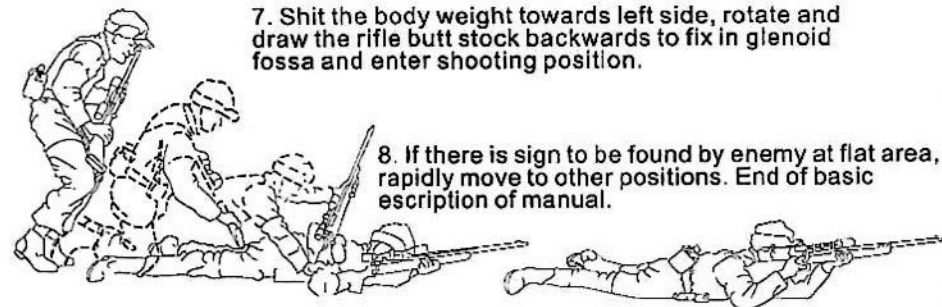 7. Shit the body weight towards left side, rotate and
draw the rifle butt stock backwards to fix in glenoid
fossa and enter shooting position.
8. If there is sign to be found by enemy at flat area,
rapidly move to other positions. End of basic
escription of manual.